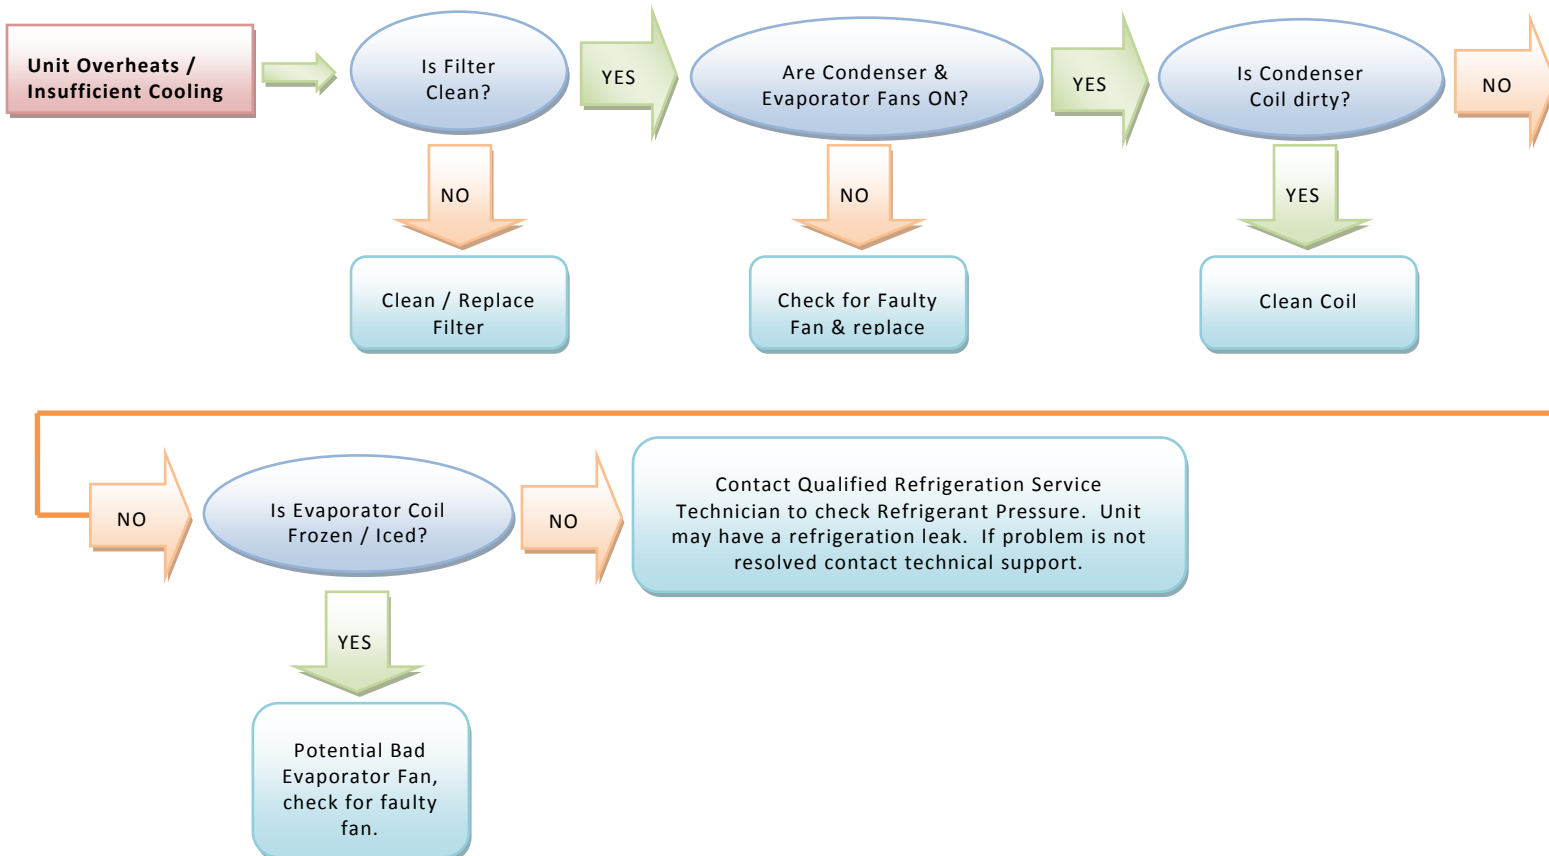 Unit Overheats /
Insufficient Cooling
Is Filter
Clean?
YES
Are Condenser &
Evaporator Fans ON?
YES
Is Condenser
Coil dirty?
NO
NO
NO
YES
Clean / Replace
Filter
Check for Faulty
Fan & replace
Clean Coil
NO
Is Evaporator Coil
Frozen / Iced?
NO
Contact Qualified Refrigeration Service
Technician to check Refrigerant Pressure.  Unit
may have a refrigeration leak.  If problem is not
resolved contact technical support.
YES
Potential Bad
Evaporator Fan,
check for faulty
fan.